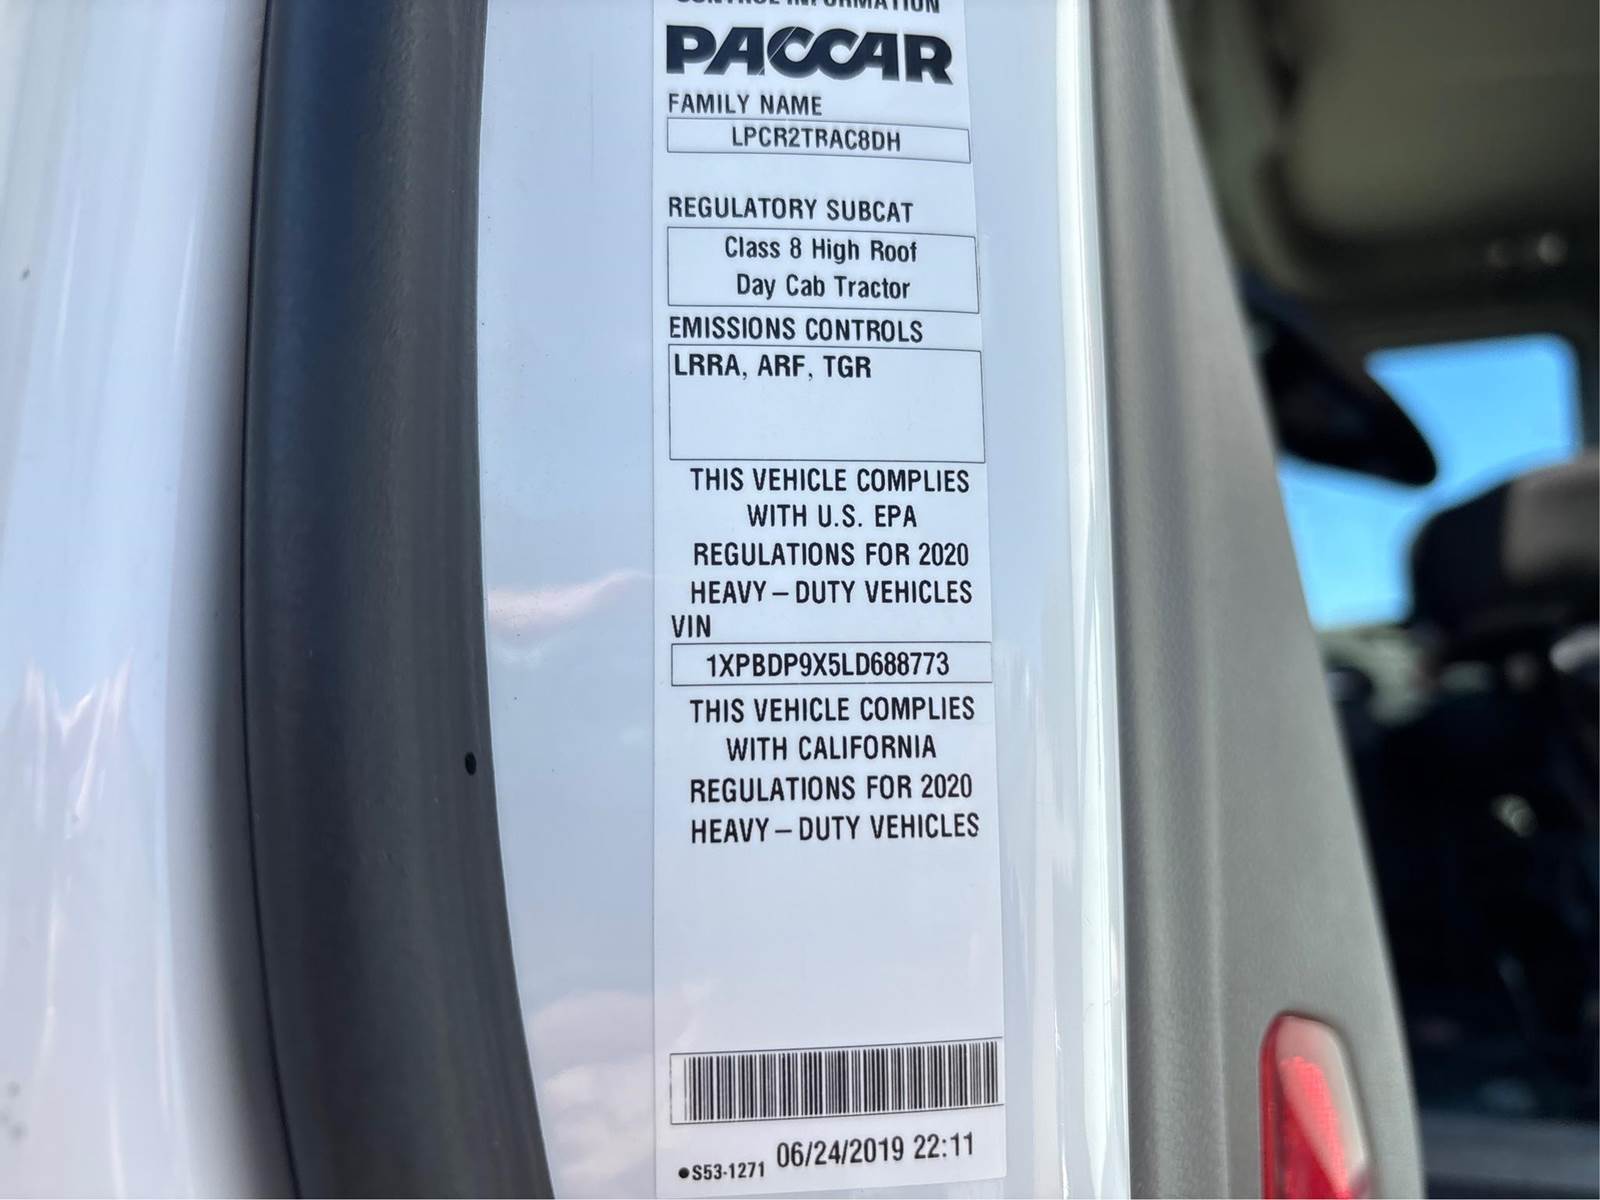 CONTROL INFORMATION
PACCAR
FAMILY NAME
LPCR2TRAC8DH
REGULATORY SUBCAT
Class 8 High Roof
Day Cab Tractor
EMISSIONS CONTROLS
LRRA, ARF, TGR
THIS VEHICLE COMPLIES
WITH U.S. EPA
REGULATIONS FOR 2020
HEAVY – DUTY VEHICLES
VIN
1XPBDP9X5LD688773
THIS VEHICLE COMPLIES
WITH CALIFORNIA
REGULATIONS FOR 2020
HEAVY – DUTY VEHICLES
●S53-1271 06/24/2019 22:11